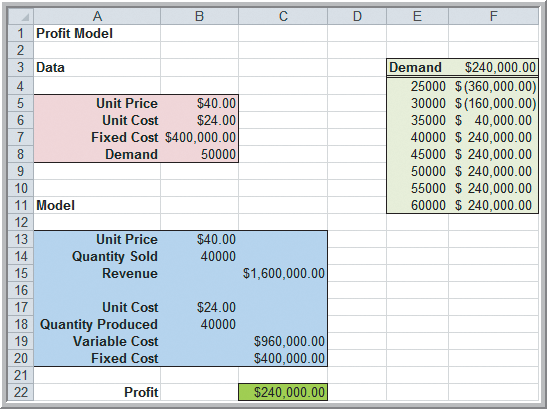 A B C D E F
1 Profit Model
2
3 Data Demand $240,000.00
4 25000 $(360,000.00)
5 Unit Price $40.00 30000 $(160,000.00)
6 Unit Cost $24.00 35000 $ 40,000.00
7 Fixed Cost $400,000.00 40000 $ 240,000.00
8 Demand 50000 45000 $ 240,000.00
9 50000 $ 240,000.00
10 55000 $ 240,000.00
11 Model 60000 $ 240,000.00
12
13 Unit Price $40.00
14 Quantity Sold 40000
15 Revenue $1,600,000.00
16
17 Unit Cost $24.00
18 Quantity Produced 40000
19 Variable Cost $960,000.00
20 Fixed Cost $400,000.00
21
22 Profit $240,000.00